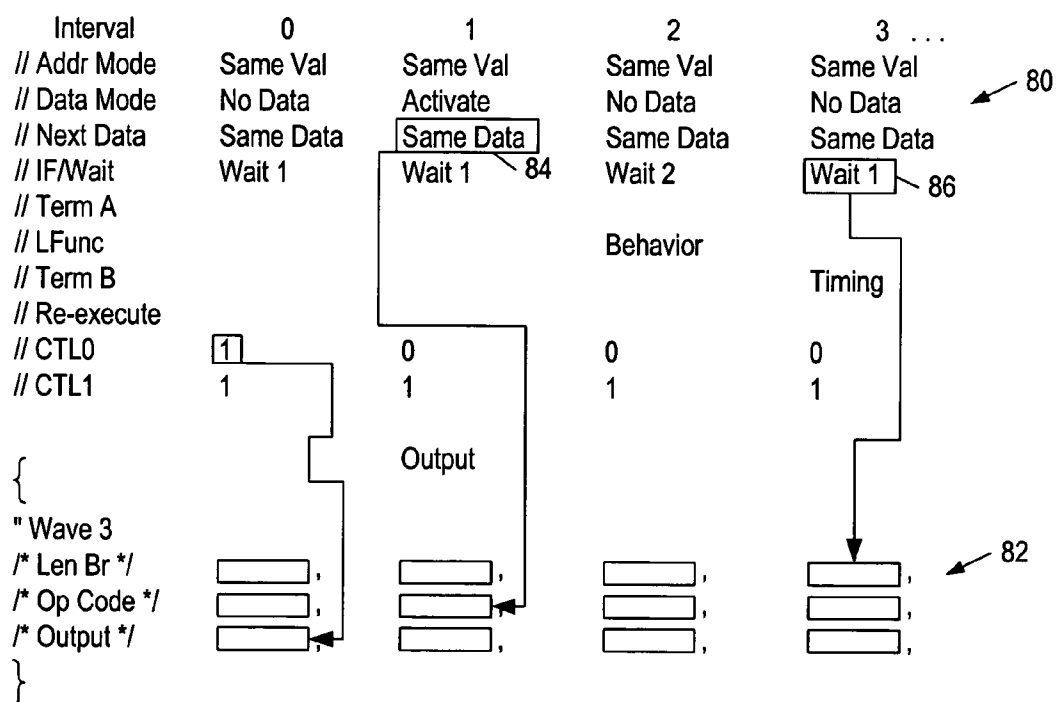 Interval 0 1 2 3 ...
// Addr Mode Same Val Same Val Same Val Same Val
// Data Mode No Data Activate No Data No Data 80
// Next Data Same Data Same Data Same Data Same Data
// IF/Wait Wait 1 Wait 1 84 Wait 2 Wait 1 86
// Term A
// LFunc Behavior
// Term B Timing
// Re-execute
// CTL0 1 0 0 0
// CTL1 1 1 1 1
Output
{
" Wave 3
/* Len Br */ , , , , 82
/* Op Code */ , , , ,
/* Output */ , , , ,
}